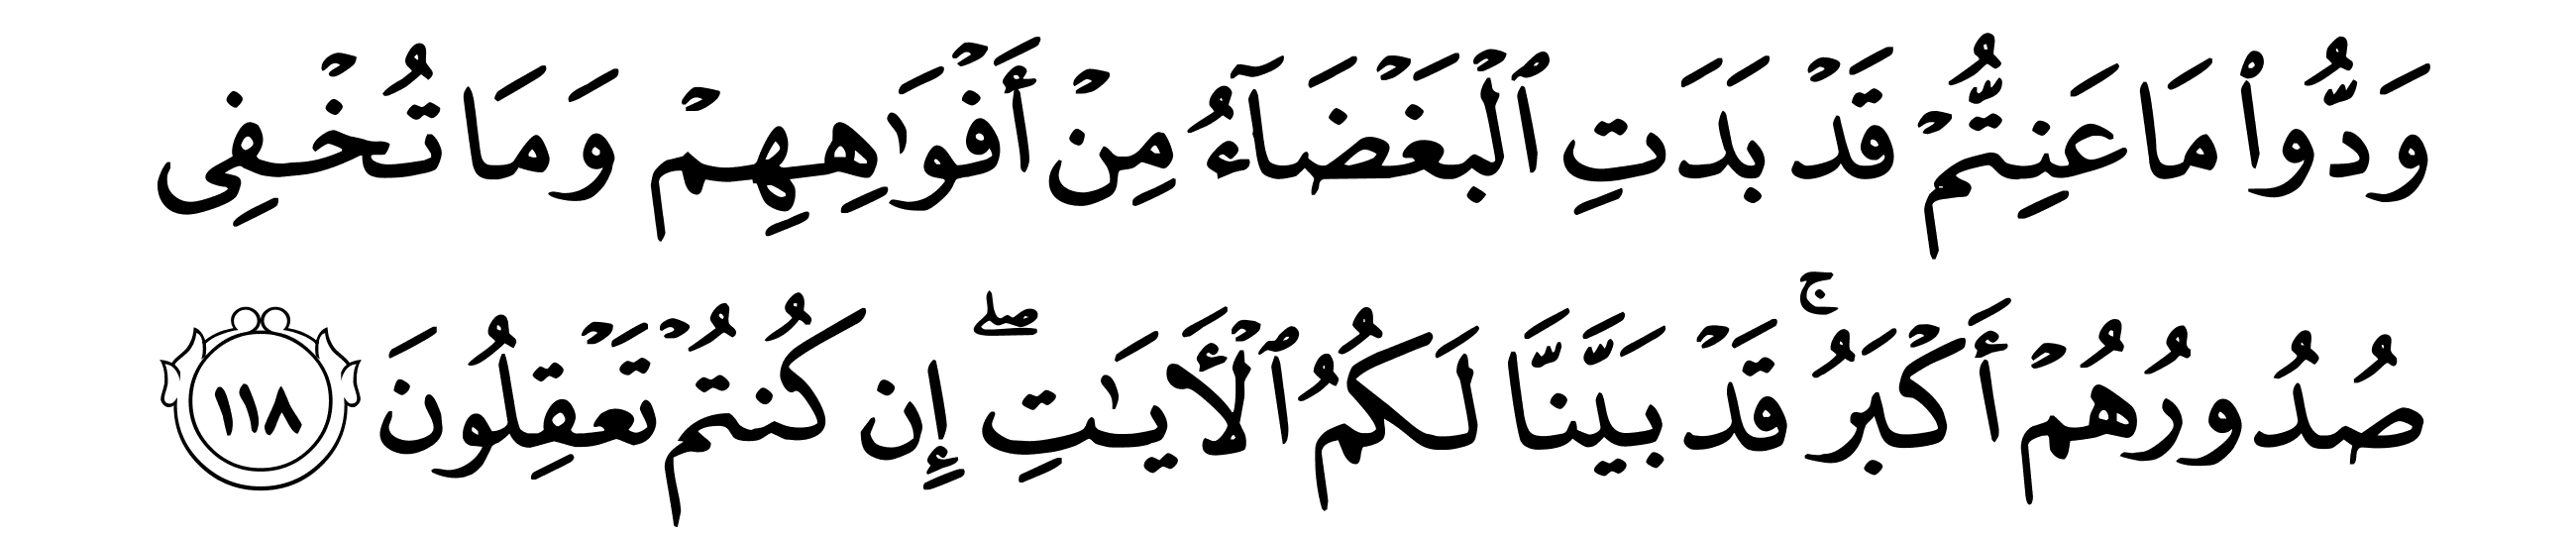 وَدُّوا۟ مَا عَنِتُّمْ قَدْ بَدَتِ ٱلْبَغْضَآءُ مِنْ أَفْوَٰهِهِمْ وَمَا تُخْفِى
صُدُورُهُمْ أَكْبَرُ ۚ قَدْ بَيَّنَّا لَكُمُ ٱلْأَيَـٰتِ ۖ إِن كُنتُمْ تَعْقِلُونَ ١١٨